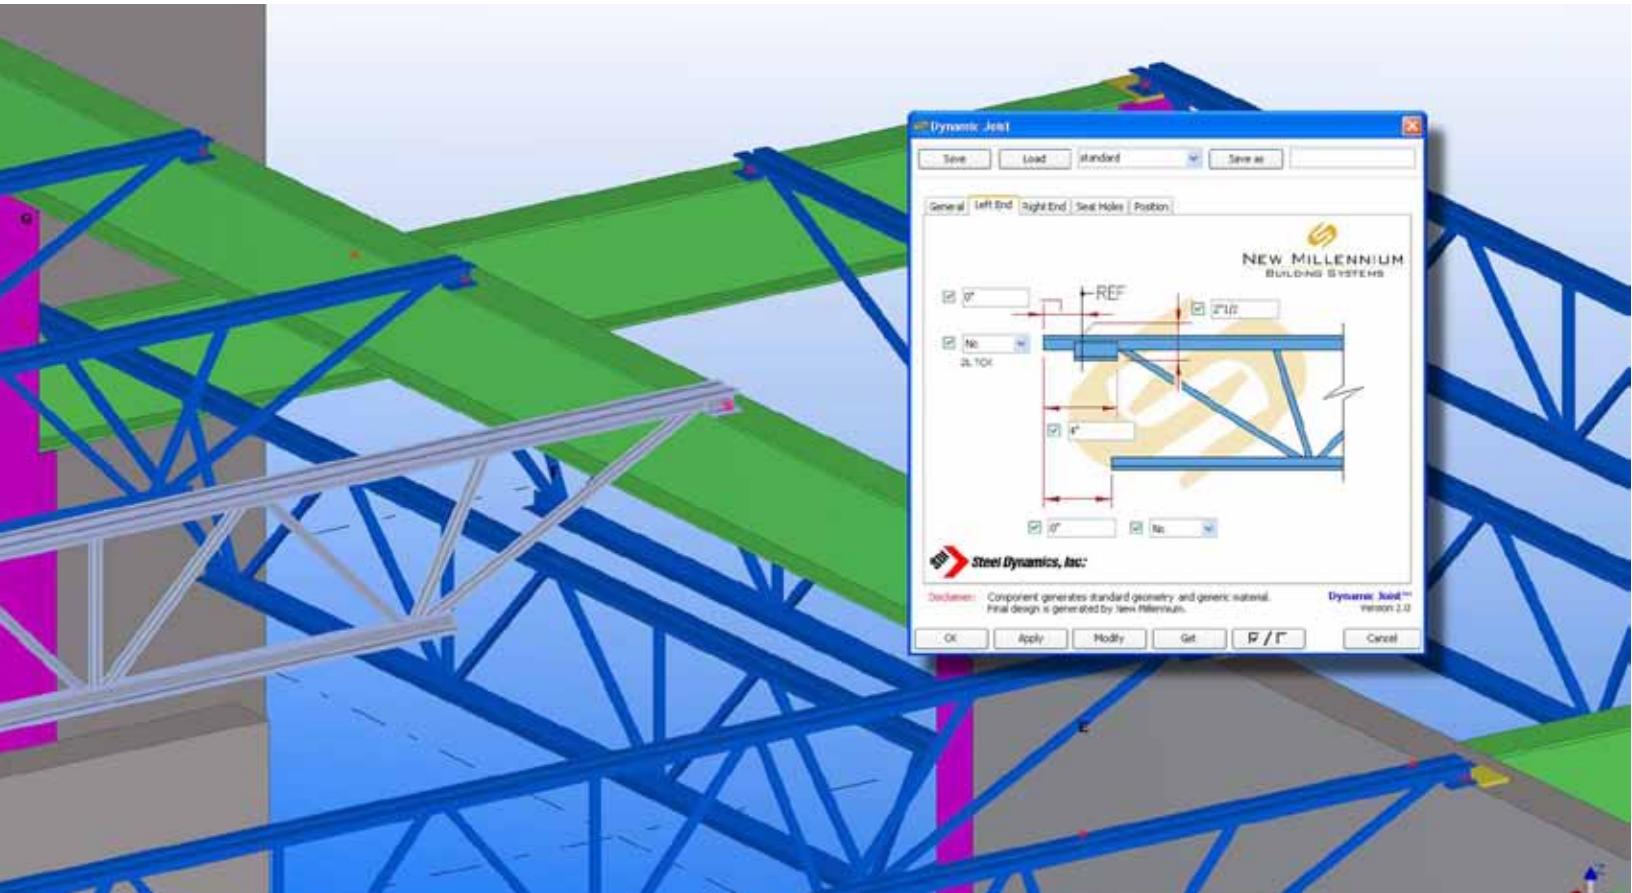 G
Dynamic Joist
Save Load standard Save as
General Left End Right End Seat Holes Position
NEW MILLENNIUM
BUILDING SYSTEMS
0"
REF
2"1/2
No
2L TCX
4"
0" No
Steel Dynamics, Inc.
Disclaimer: Component generates standard geometry and generic material.
Final design is generated by New Millennium.
Dynamic Joist™
Version 2.0
OK Apply Modify Get Cancel
E
Z